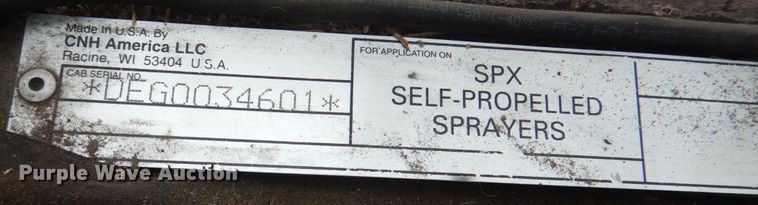 Made In U.S.A. By
CNH America LLC
Racine, WI 53404 U.S.A.
CAB SERIAL NO.
*DEG0034601*
FOR APPLICATION ON
SPX
SELF-PROPELLED
SPRAYERS
Purple Wave Auction